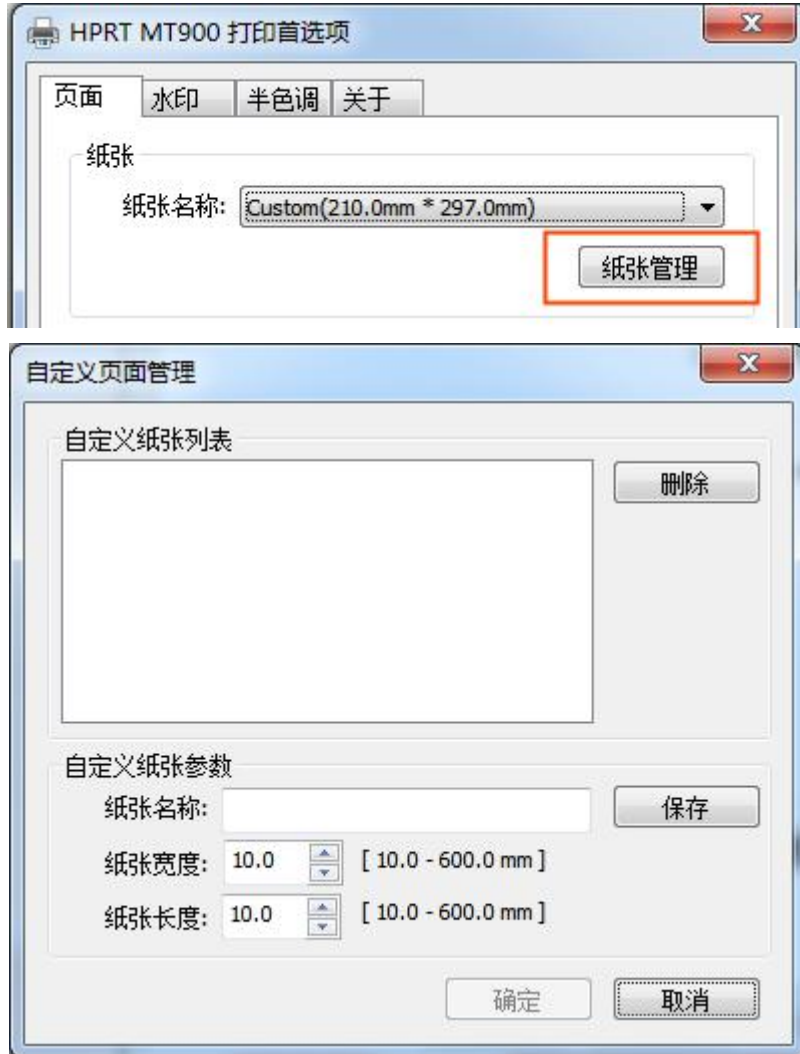 HPRT MT900 打印首选项
页面 水印 半色调 关于
纸张
纸张名称: Custom(210.0mm * 297.0mm)
纸张管理
自定义页面管理
自定义纸张列表
删除
自定义纸张参数
纸张名称: 保存
纸张宽度: 10.0 [ 10.0 - 600.0 mm ]
纸张长度: 10.0 [ 10.0 - 600.0 mm ]
确定 取消